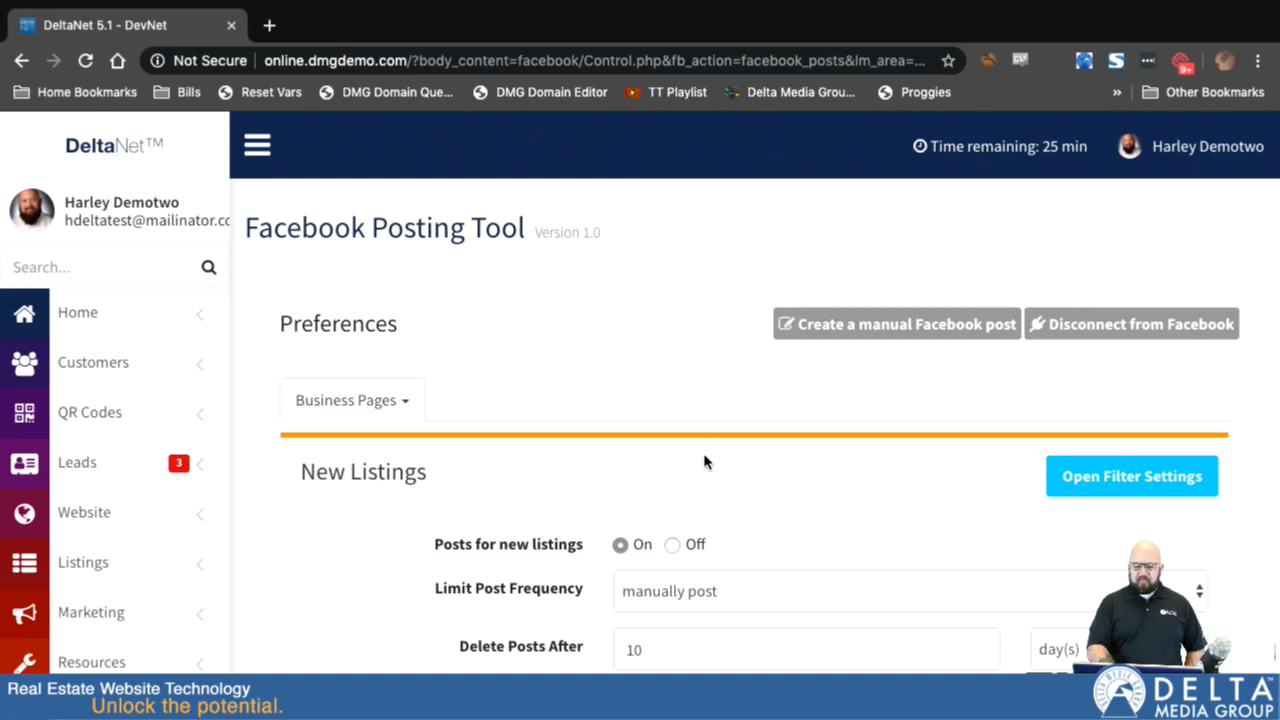 DeltaNet 5.1 - DevNet
Not Secure | online.dmgdemo.com/?body_content=facebook/Control.php&fb_action=facebook_posts&lm_area=...
9+
Home Bookmarks Bills Reset Vars DMG Domain Que... DMG Domain Editor TT Playlist Delta Media Grou... Proggies » Other Bookmarks
DeltaNet™
Time remaining: 25 min Harley Demotwo
Harley Demotwo
hdeltatest@mailinator.cc
Facebook Posting Tool Version 1.0
Search...
Home
Customers
QR Codes
Leads 3
Website
Listings
Marketing
Resources
Preferences
Create a manual Facebook post
Disconnect from Facebook
Business Pages
New Listings
Open Filter Settings
Posts for new listings On Off
Limit Post Frequency manually post
Delete Posts After 10 day(s)
Real Estate Website Technology
Unlock the potential.
DELTA
MEDIA GROUP